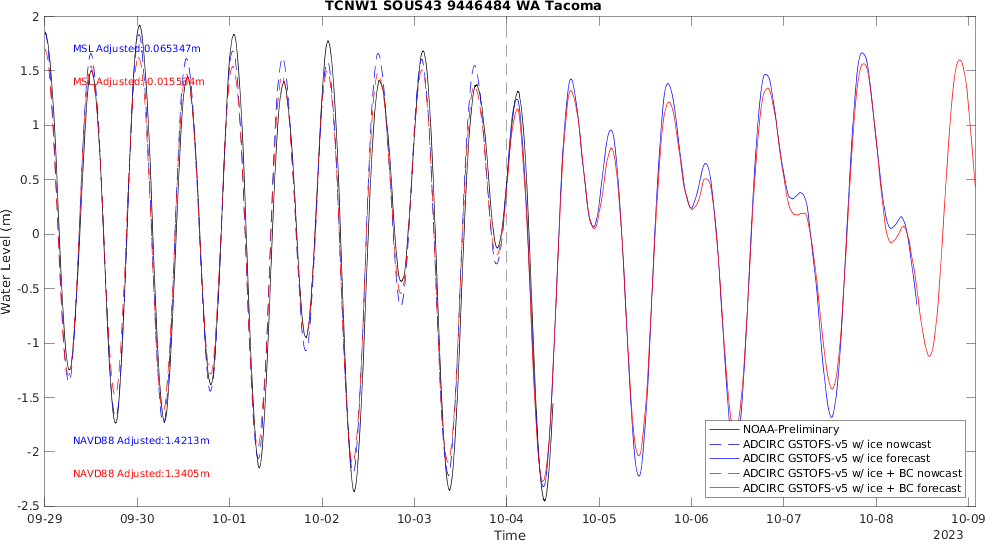 TCNW1 SOUS43 9446484 WA Tacoma
Water Level (m)
2
1.5
1
0.5
0
-0.5
-1
-1.5
-2
-2.5
MSL Adjusted:0.065347m
NAVD88 Adjusted:1.4213m
NAVD88 Adjusted:1.3405m
NOAA-Preliminary
ADCIRC GSTOFS-v5 w/ ice nowcast
ADCIRC GSTOFS-v5 w/ ice forecast
ADCIRC GSTOFS-v5 w/ ice + BC nowcast
ADCIRC GSTOFS-v5 w/ ice + BC forecast
09-29 09-30 10-01 10-02 10-03 10-04 10-05 10-06 10-07 10-08 10-09
Time
2023